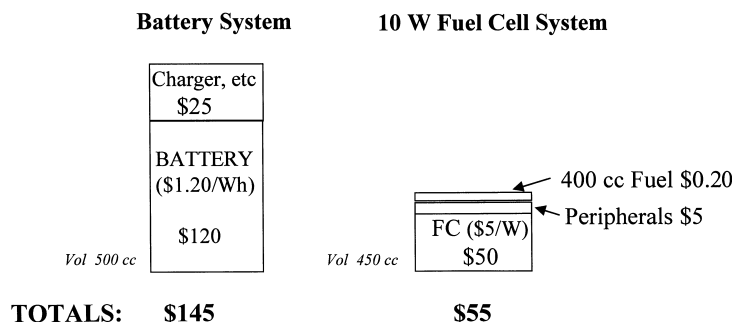 Battery System
10 W Fuel Cell System
Charger, etc
$25
BATTERY
($1.20/Wh)
$120
Vol 500 cc
400 cc Fuel $0.20
Peripherals $5
FC ($5/W)
$50
Vol 450 cc
TOTALS: $145 $55